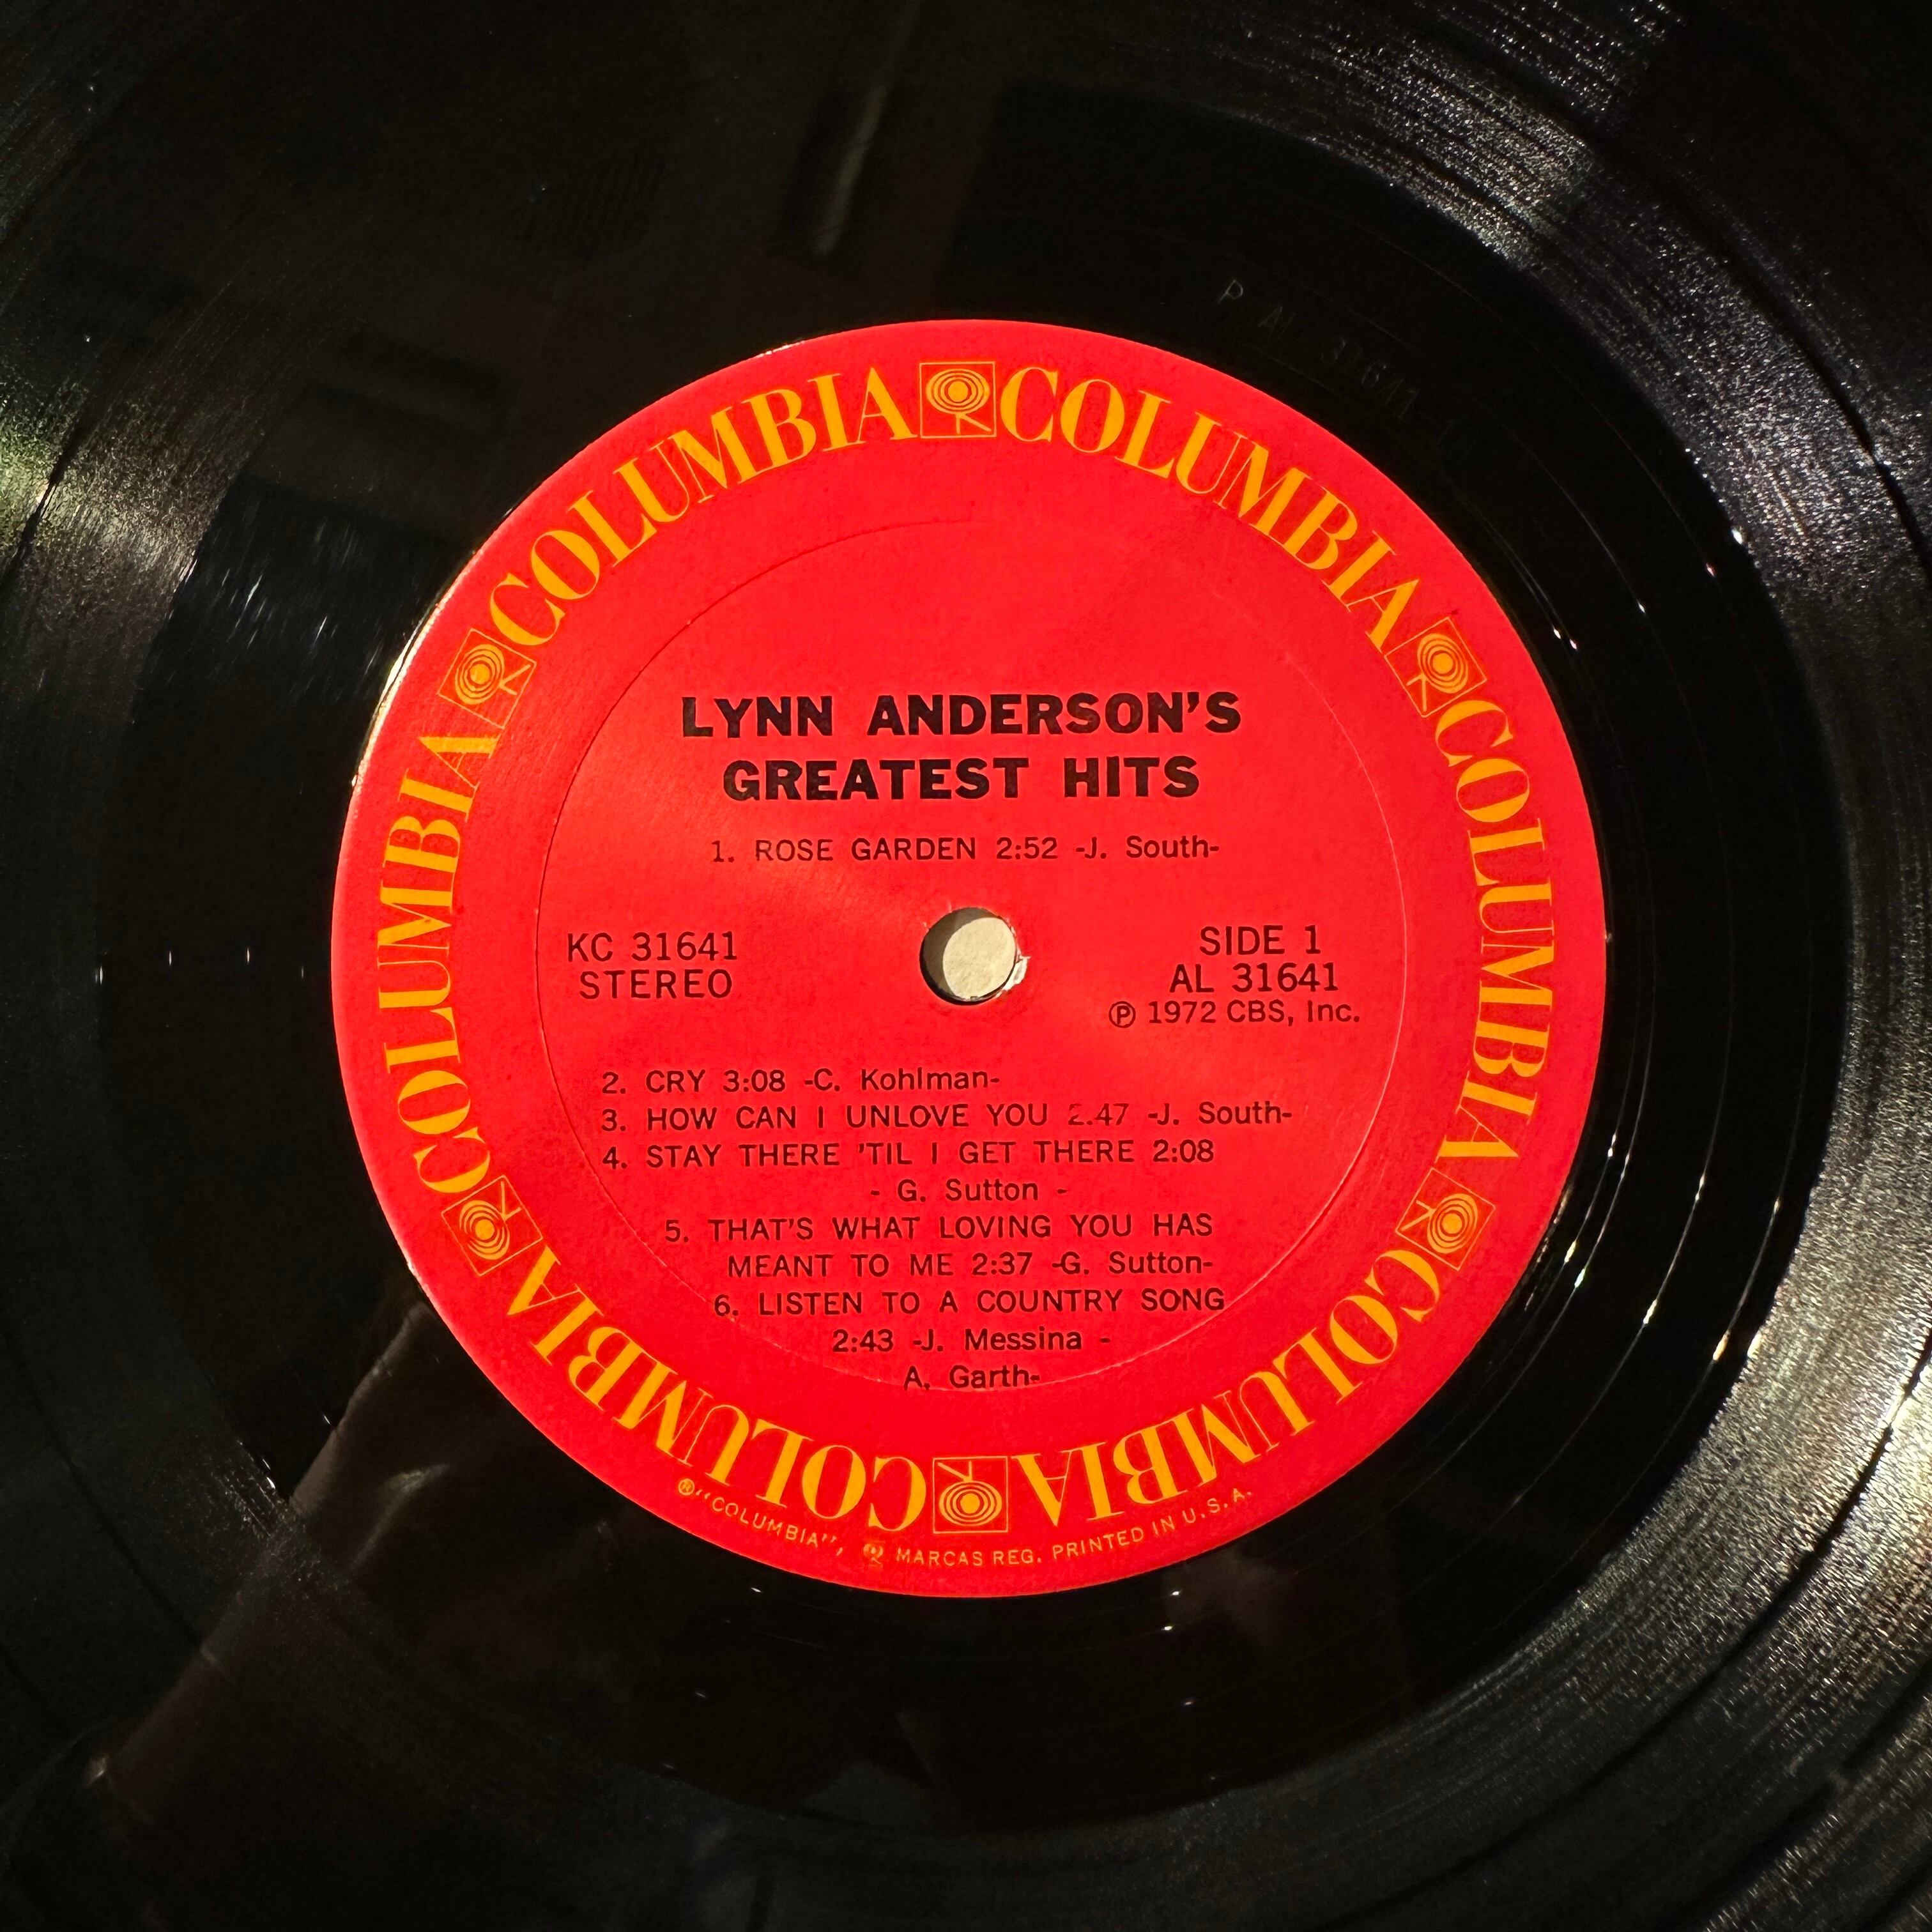 COLUMBIA COLUMBIA COLUMBIA COLUMBIA COLUMBIA COLUMBIA
LYNN ANDERSON'S
GREATEST HITS
1. ROSE GARDEN 2:52 -J. South-
KC 31641
STEREO
SIDE 1
AL 31641
Ⓟ 1972 CBS, Inc.
2. CRY 3:08 -C. Kohlman-
3. HOW CAN I UNLOVE YOU 2.47 -J. South-
4. STAY THERE 'TIL I GET THERE 2:08
- G. Sutton -
5. THAT'S WHAT LOVING YOU HAS
MEANT TO ME 2:37 -G. Sutton-
6. LISTEN TO A COUNTRY SONG
2:43 -J. Messina -
A. Garth-
®"COLUMBIA", MARCAS REG. PRINTED IN U.S.A.
P AL 31641